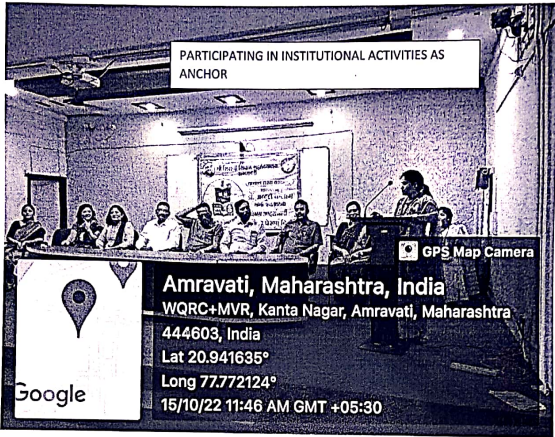 PARTICIPATING IN INSTITUTIONAL ACTIVITIES AS
ANCHOR
GPS Map Camera
Amravati, Maharashtra, India
WQRC+MVR, Kanta Nagar, Amravati, Maharashtra
444603, India
Lat 20.941635°
Long 77.772124°
15/10/22 11:46 AM GMT +05:30
Google